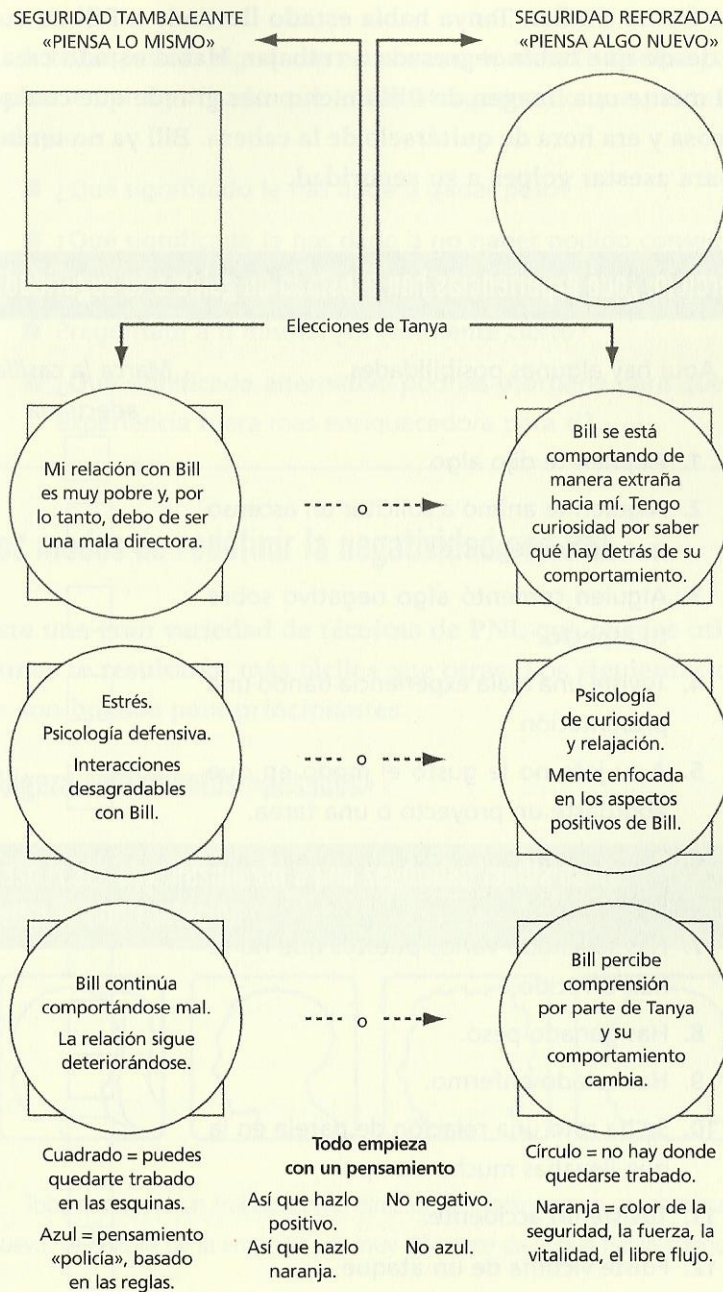 SEGURIDAD TAMBALEANTE
«PIENSA LO MISMO»
SEGURIDAD REFORZADA
«PIENSA ALGO NUEVO»
Elecciones de Tanya
Mi relación con Bill
es muy pobre y, por
lo tanto, debo de ser
una mala directora.
o
Bill se está
comportando de
manera extraña
hacia mí. Tengo
curiosidad por saber
qué hay detrás de su
comportamiento.
Estrés.
Psicología defensiva.
Interacciones
desagradables
con Bill.
o
Psicología
de curiosidad
y relajación.
Mente enfocada
en los aspectos
positivos de Bill.
Bill continúa
comportándose mal.
La relación sigue
deteriorándose.
o
Bill percibe
comprensión
por parte de Tanya
y su
comportamiento
cambia.
Cuadrado = puedes
quedarte trabado
en las esquinas.
Azul = pensamiento
«policía», basado
en las reglas.
Todo empieza
con un pensamiento
Así que hazlo No negativo.
positivo.
Así que hazlo No azul.
naranja.
Círculo = no hay donde
quedarse trabado.
Naranja = color de la
seguridad, la fuerza, la
vitalidad, el libre flujo.